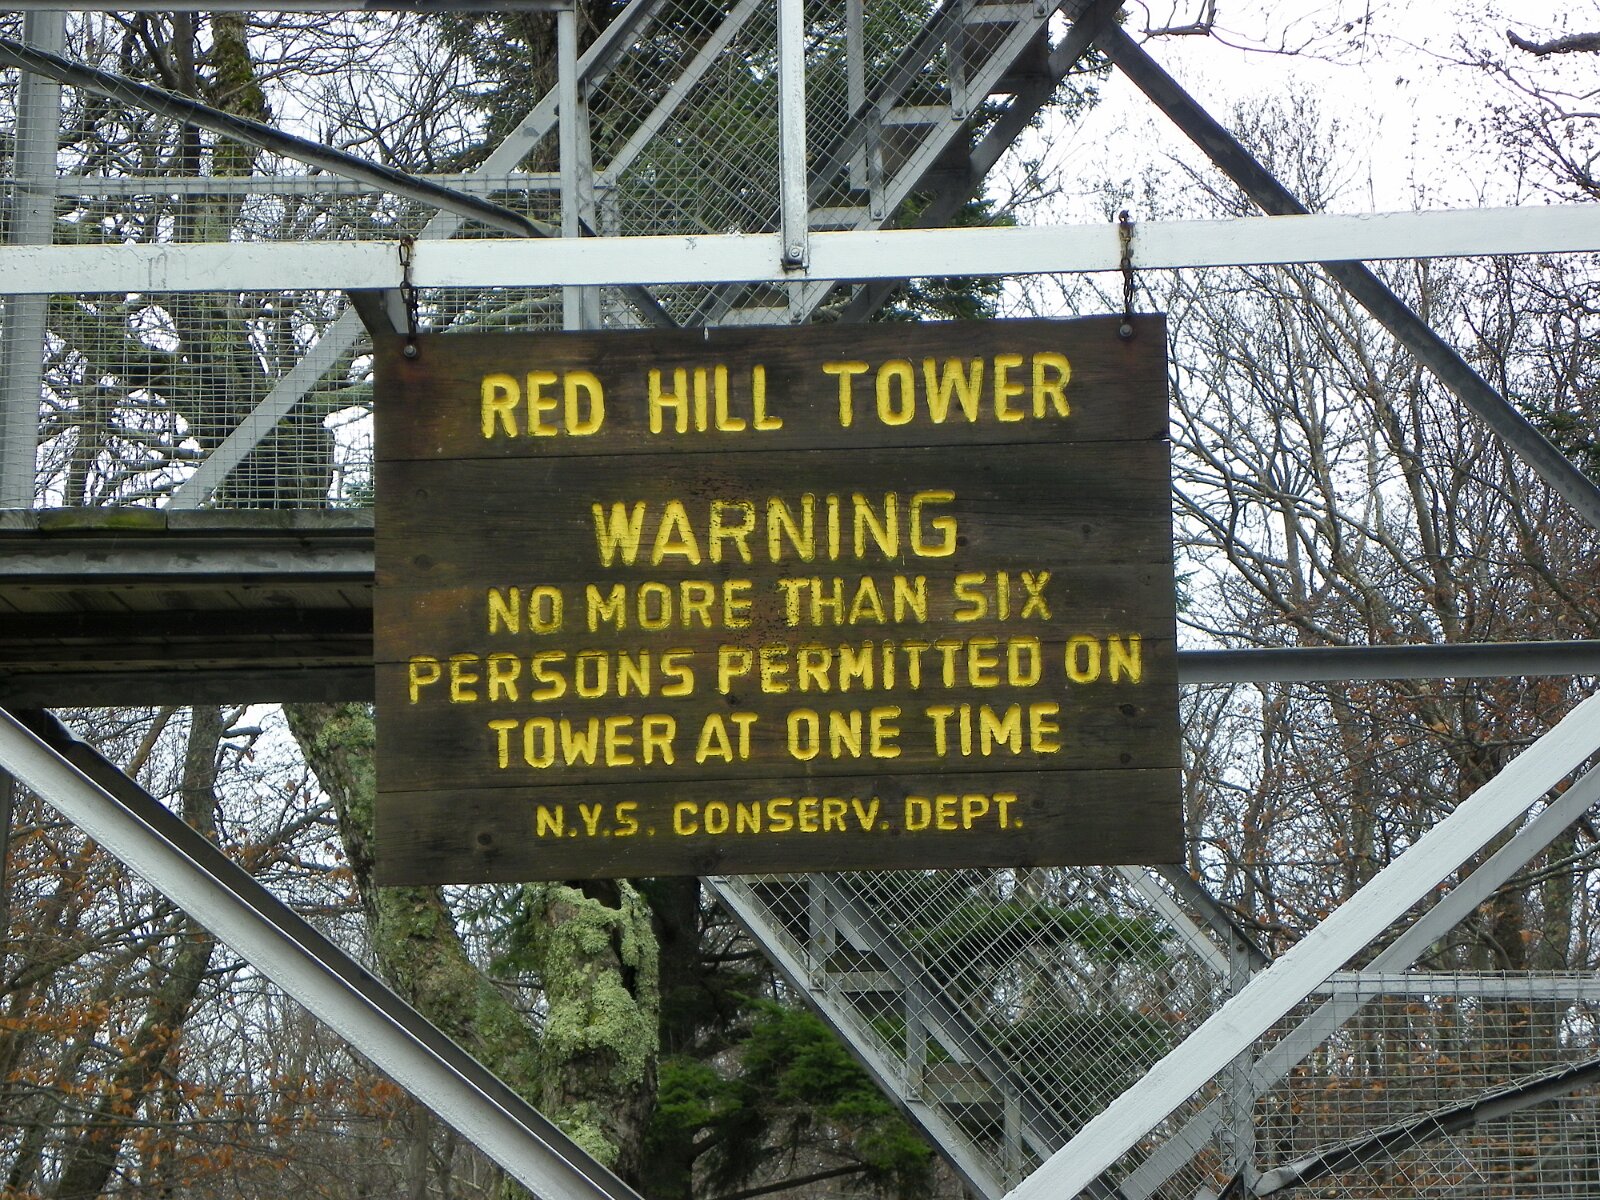 RED HILL TOWER
WARNING
NO MORE THAN SIX
PERSONS PERMITTED ON
TOWER AT ONE TIME
N.Y.S. CONSERV. DEPT.